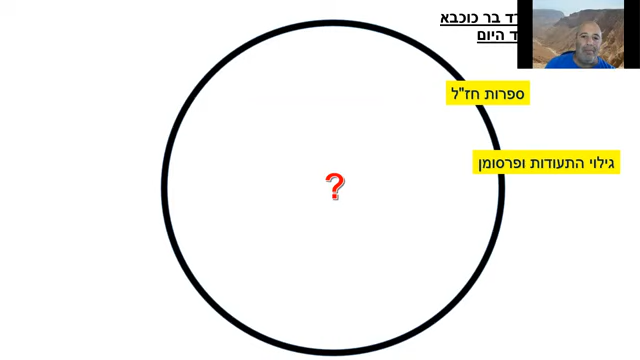 בר כוכבא
היום
ספרות חז"ל
גילוי התעודות ופרסומן
?